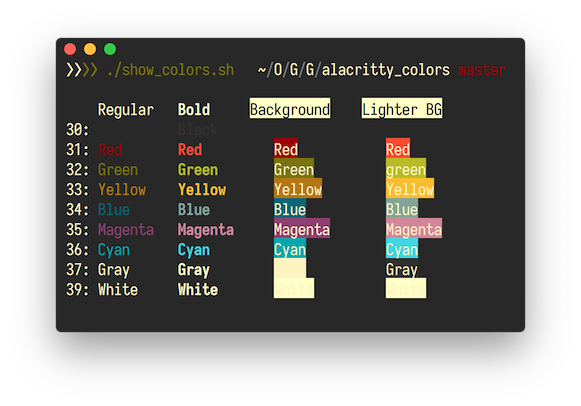 ❯❯❯❯ ./show_colors.sh ~/O/G/G/alacritty_colors master
Regular Bold Background Lighter BG
30: Black
31: Red Red Red Red
32: Green Green Green green
33: Yellow Yellow Yellow Yellow
34: Blue Blue Blue Blue
35: Magenta Magenta Magenta Magenta
36: Cyan Cyan Cyan Cyan
37: Gray Gray Gray
39: White White White White